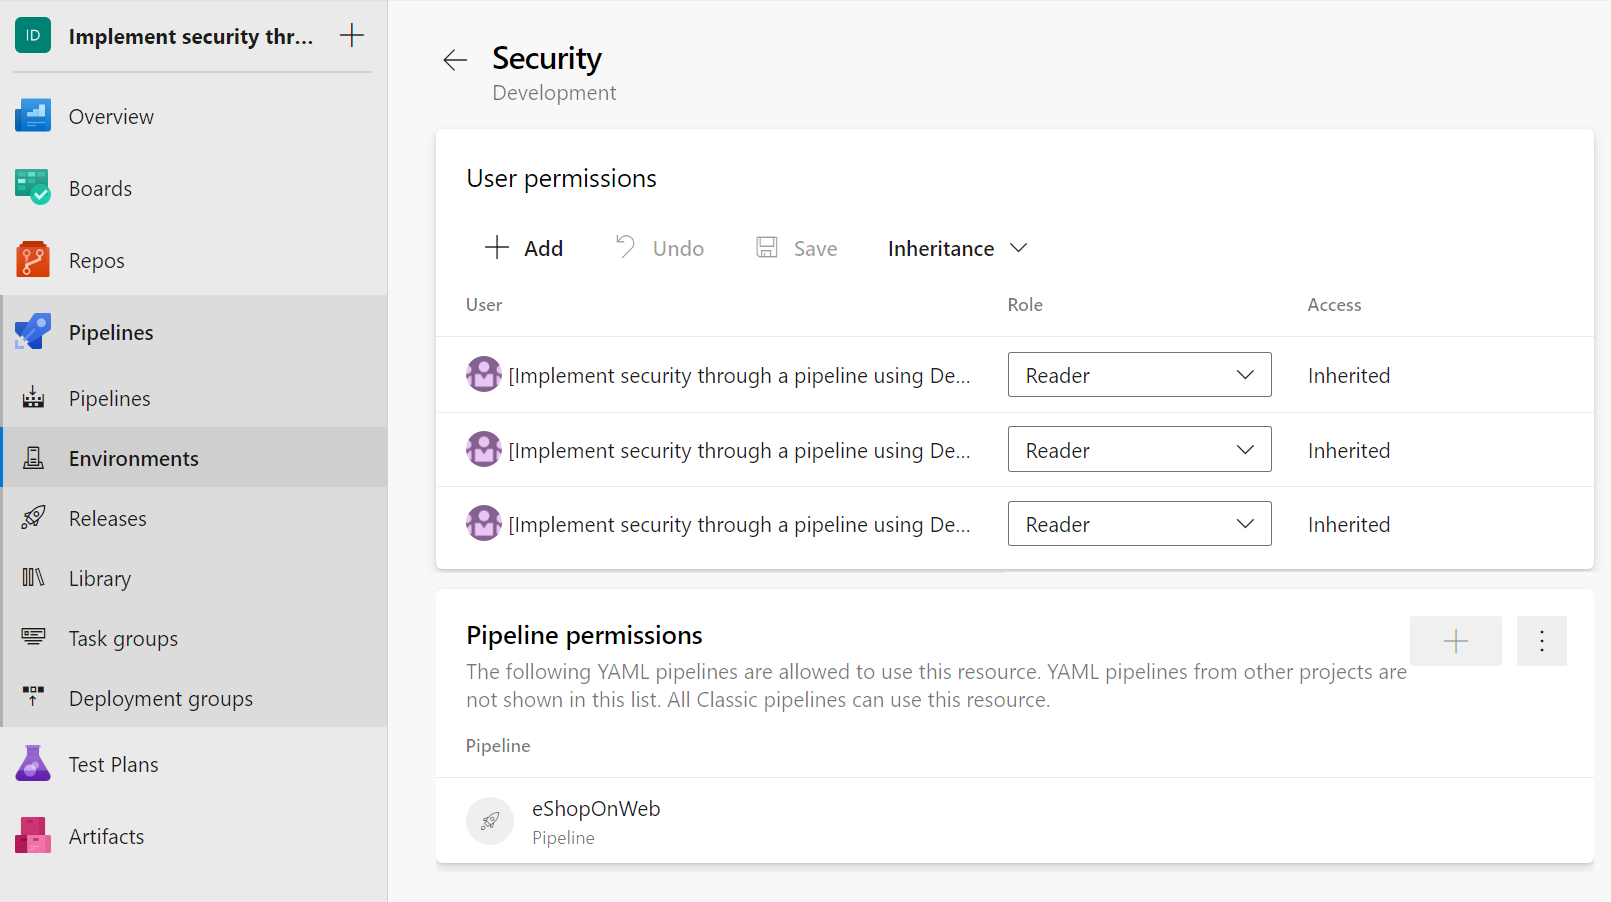 ID
Implement security thr...
Overview
Boards
Repos
Pipelines
Pipelines
Environments
Releases
Library
Task groups
Deployment groups
Test Plans
Artifacts
Security
Development
User permissions
Add Undo Save Inheritance
User Role Access
[Implement security through a pipeline using De... Reader Inherited
[Implement security through a pipeline using De... Reader Inherited
[Implement security through a pipeline using De... Reader Inherited
Pipeline permissions
The following YAML pipelines are allowed to use this resource. YAML pipelines from other projects are
not shown in this list. All Classic pipelines can use this resource.
Pipeline
eShopOnWeb
Pipeline